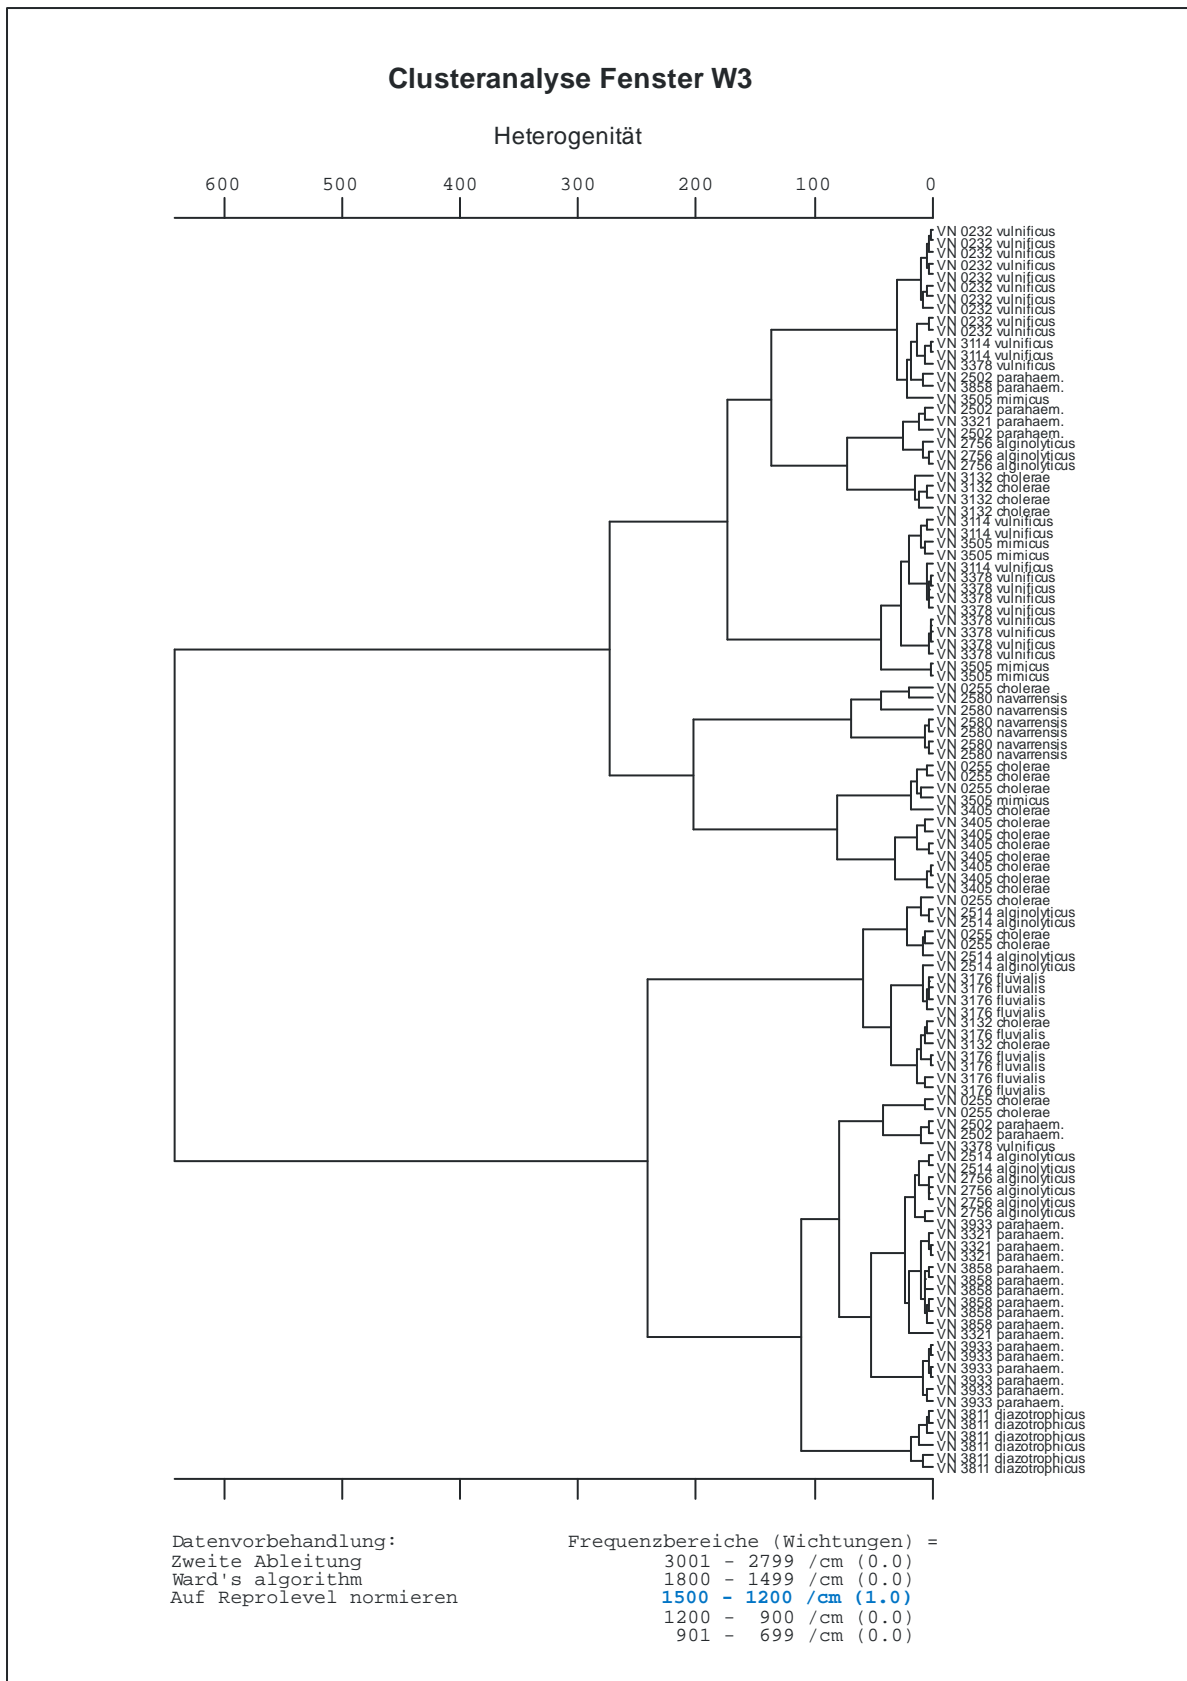 Clusteranalyse Fenster W3
Heterogenität
600 500 400 300 200 100 0
VN 0232 vulnificus
VN 0232 vulnificus
VN 0232 vulnificus
VN 0232 vulnificus
VN 0232 vulnificus
VN 0232 vulnificus
VN 0232 vulnificus
VN 0232 vulnificus
VN 0232 vulnificus
VN 0232 vulnificus
VN 3114 vulnificus
VN 3114 vulnificus
VN 3378 vulnificus
VN 2502 parahaem.
VN 3858 parahaem.
VN 3505 mimicus
VN 2502 parahaem.
VN 3321 parahaem.
VN 2502 parahaem.
VN 2756 alginolyticus
VN 2756 alginolyticus
VN 2756 alginolyticus
VN 3132 cholerae
VN 3132 cholerae
VN 3132 cholerae
VN 3132 cholerae
VN 3114 vulnificus
VN 3114 vulnificus
VN 3505 mimicus
VN 3505 mimicus
VN 3114 vulnificus
VN 3378 vulnificus
VN 3378 vulnificus
VN 3378 vulnificus
VN 3378 vulnificus
VN 3378 vulnificus
VN 3378 vulnificus
VN 3378 vulnificus
VN 3378 vulnificus
VN 3505 mimicus
VN 3505 mimicus
VN 0255 cholerae
VN 2580 navarrensis
VN 2580 navarrensis
VN 2580 navarrensis
VN 2580 navarrensis
VN 2580 navarrensis
VN 2580 navarrensis
VN 0255 cholerae
VN 0255 cholerae
VN 0255 cholerae
VN 3505 mimicus
VN 3405 cholerae
VN 3405 cholerae
VN 3405 cholerae
VN 3405 cholerae
VN 3405 cholerae
VN 3405 cholerae
VN 3405 cholerae
VN 3405 cholerae
VN 0255 cholerae
VN 2514 alginolyticus
VN 2514 alginolyticus
VN 0255 cholerae
VN 0255 cholerae
VN 2514 alginolyticus
VN 2514 alginolyticus
VN 3176 fluvialis
VN 3176 fluvialis
VN 3176 fluvialis
VN 3176 fluvialis
VN 3132 cholerae
VN 3176 fluvialis
VN 3132 cholerae
VN 3176 fluvialis
VN 3176 fluvialis
VN 3176 fluvialis
VN 3176 fluvialis
VN 0255 cholerae
VN 0255 cholerae
VN 2502 parahaem.
VN 2502 parahaem.
VN 3378 vulnificus
VN 2514 alginolyticus
VN 2514 alginolyticus
VN 2756 alginolyticus
VN 2756 alginolyticus
VN 2756 alginolyticus
VN 2756 alginolyticus
VN 3933 parahaem.
VN 3321 parahaem.
VN 3321 parahaem.
VN 3321 parahaem.
VN 3858 parahaem.
VN 3858 parahaem.
VN 3858 parahaem.
VN 3858 parahaem.
VN 3858 parahaem.
VN 3858 parahaem.
VN 3321 parahaem.
VN 3933 parahaem.
VN 3933 parahaem.
VN 3933 parahaem.
VN 3933 parahaem.
VN 3933 parahaem.
VN 3933 parahaem.
VN 3811 diazotrophicus
VN 3811 diazotrophicus
VN 3811 diazotrophicus
VN 3811 diazotrophicus
VN 3811 diazotrophicus
VN 3811 diazotrophicus
Datenvorbehandlung:
Zweite Ableitung
Ward's algorithm
Auf Reprolevel normieren
Frequenzbereiche (Wichtungen) =
3001 - 2799 /cm (0.0)
1800 - 1499 /cm (0.0)
1500 - 1200 /cm (1.0)
1200 - 900 /cm (0.0)
901 - 699 /cm (0.0)